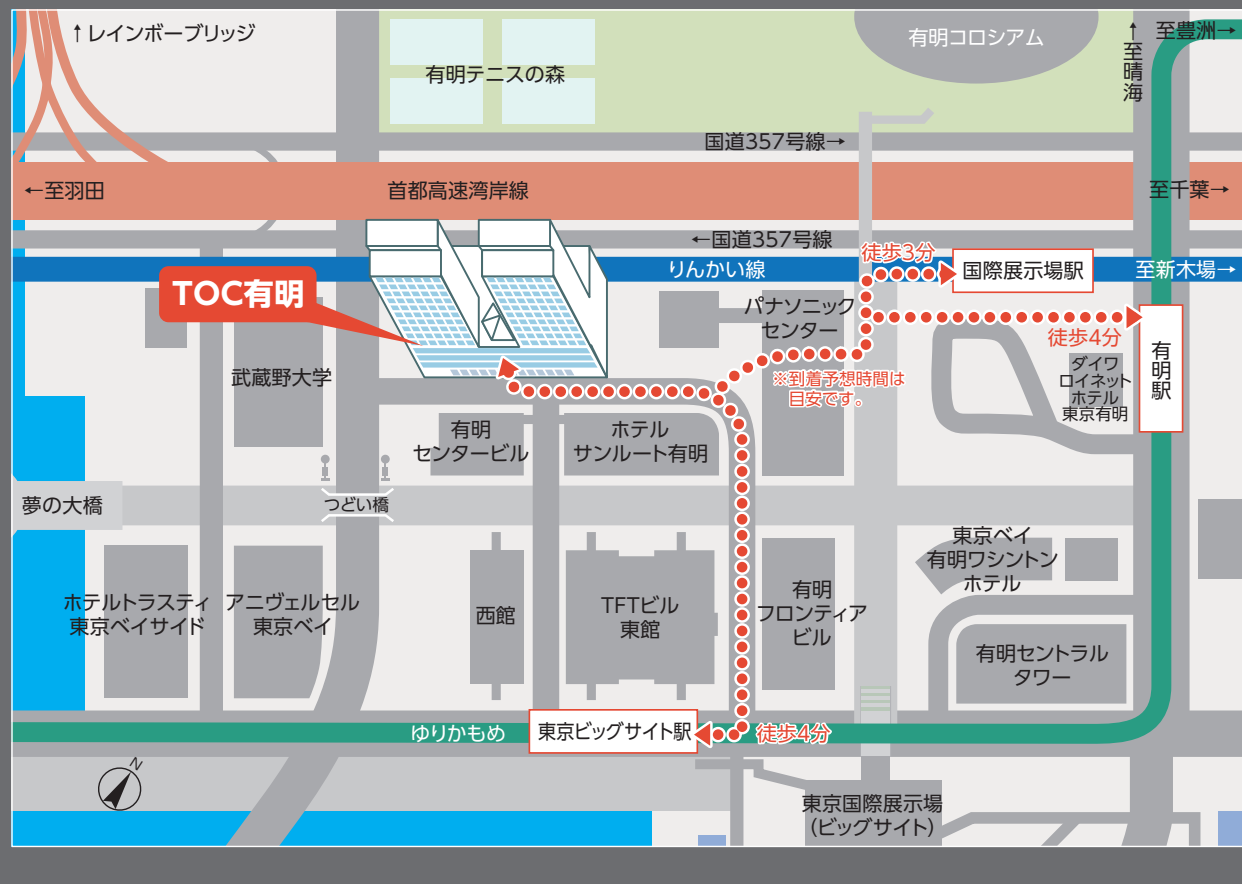 ↑レインボーブリッジ
有明テニスの森
有明コロシアム
↑至晴海
至豊洲→
国道357号線→
←至羽田
首都高速湾岸線
至千葉→
←国道357号線
りんかい線
徒歩3分
国際展示場駅
至新木場→
TOC有明
パナソニック
センター
徒歩4分
有明駅
※到着予想時間は
目安です。
ダイワ
ロイネット
ホテル
東京有明
武蔵野大学
有明
センタービル
ホテル
サンルート有明
夢の大橋
つどい橋
東京ベイ
有明ワシントン
ホテル
ホテルトラスティ
東京ベイサイド
アニヴェルセル
東京ベイ
西館
TFTビル
東館
有明
フロンティア
ビル
有明セントラル
タワー
ゆりかもめ
東京ビッグサイト駅
徒歩4分
N
東京国際展示場
(ビッグサイト)